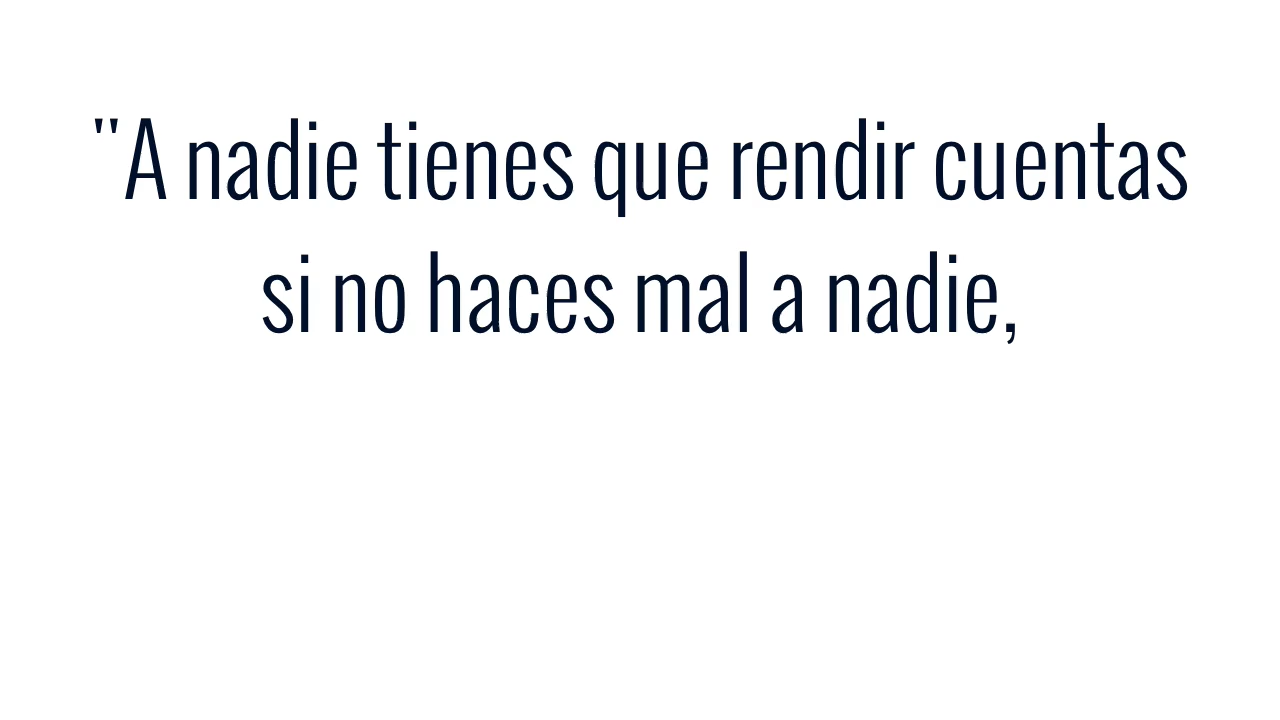 "A nadie tienes que rendir cuentas
si no haces mal a nadie,